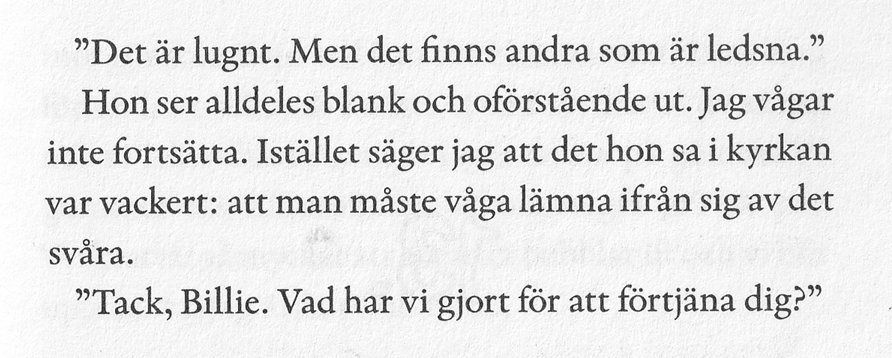 ”Det är lugnt. Men det finns andra som är ledsna.”
Hon ser alldeles blank och oförstående ut. Jag vågar
inte fortsätta. Istället säger jag att det hon sa i kyrkan
var vackert: att man måste våga lämna ifrån sig av det
svåra.
”Tack, Billie. Vad har vi gjort för att förtjäna dig?”